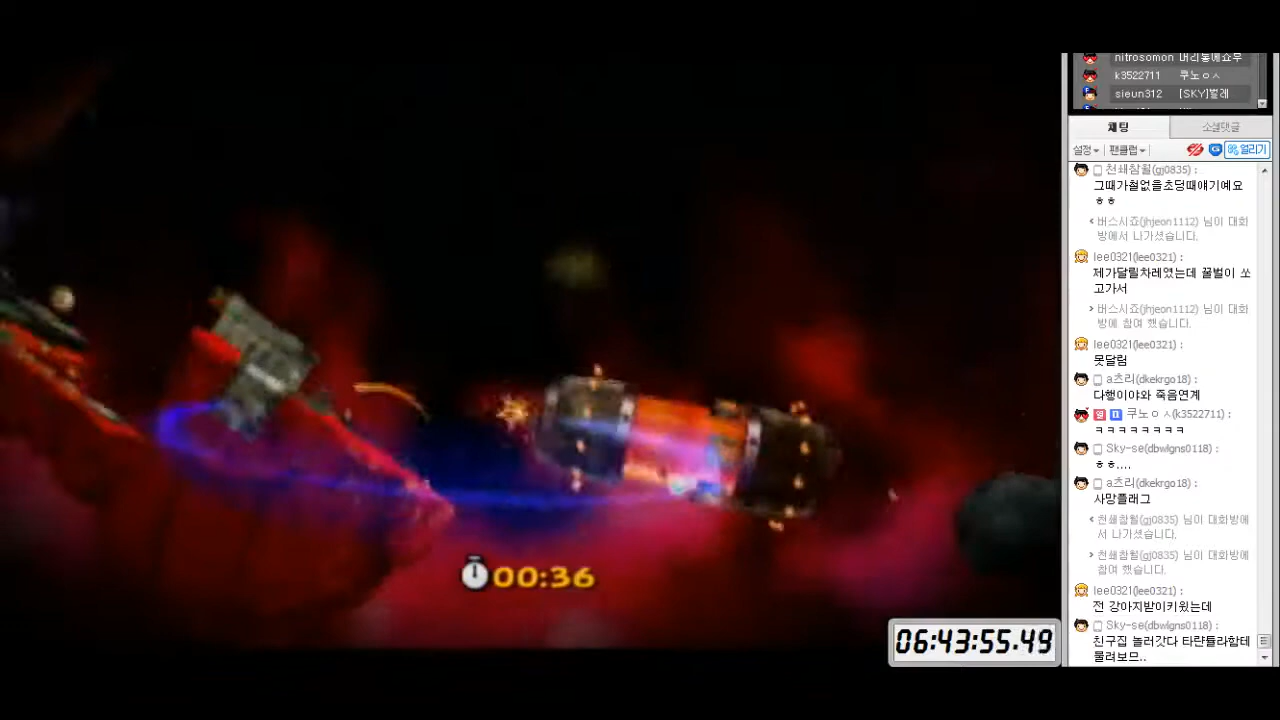 nitrosomon 머리통에쇼우
k3522711 쿠노ㅇㅅ
sieun312 [SKY]벌레
채팅
소셜댓글
설정
팬클럽
열리기
천쇄참월(gj0835) :
그때가철없을초딩때얘기예요
ㅎㅎ
버스시죠(jhjeon1112) 님이 대화
방에서 나가셨습니다.
lee0321(lee0321) :
제가달릴차레였는데 꿀벌이 쏘
고가서
버스시죠(jhjeon1112) 님이 대화
방에 참여 했습니다.
lee0321(lee0321) :
못달림
a츠리(dkekrgo18) :
다행이야와 죽음연계
쿠노ㅇㅅ(k3522711) :
ㅋㅋㅋㅋㅋㅋㅋㅋ
Sky-se(dbwlgns0118) :
ㅎㅎ....
a츠리(dkekrgo18) :
사망플래그
천쇄참월(gj0835) 님이 대화방에
서 나가셨습니다.
천쇄참월(gj0835) 님이 대화방에
참여 했습니다.
lee0321(lee0321) :
전 강아지밥이키웠는데
Sky-se(dbwlgns0118) :
친구집 놀러갓다 타랸튤라함테
물려보므..
00:36
06:43:55.49